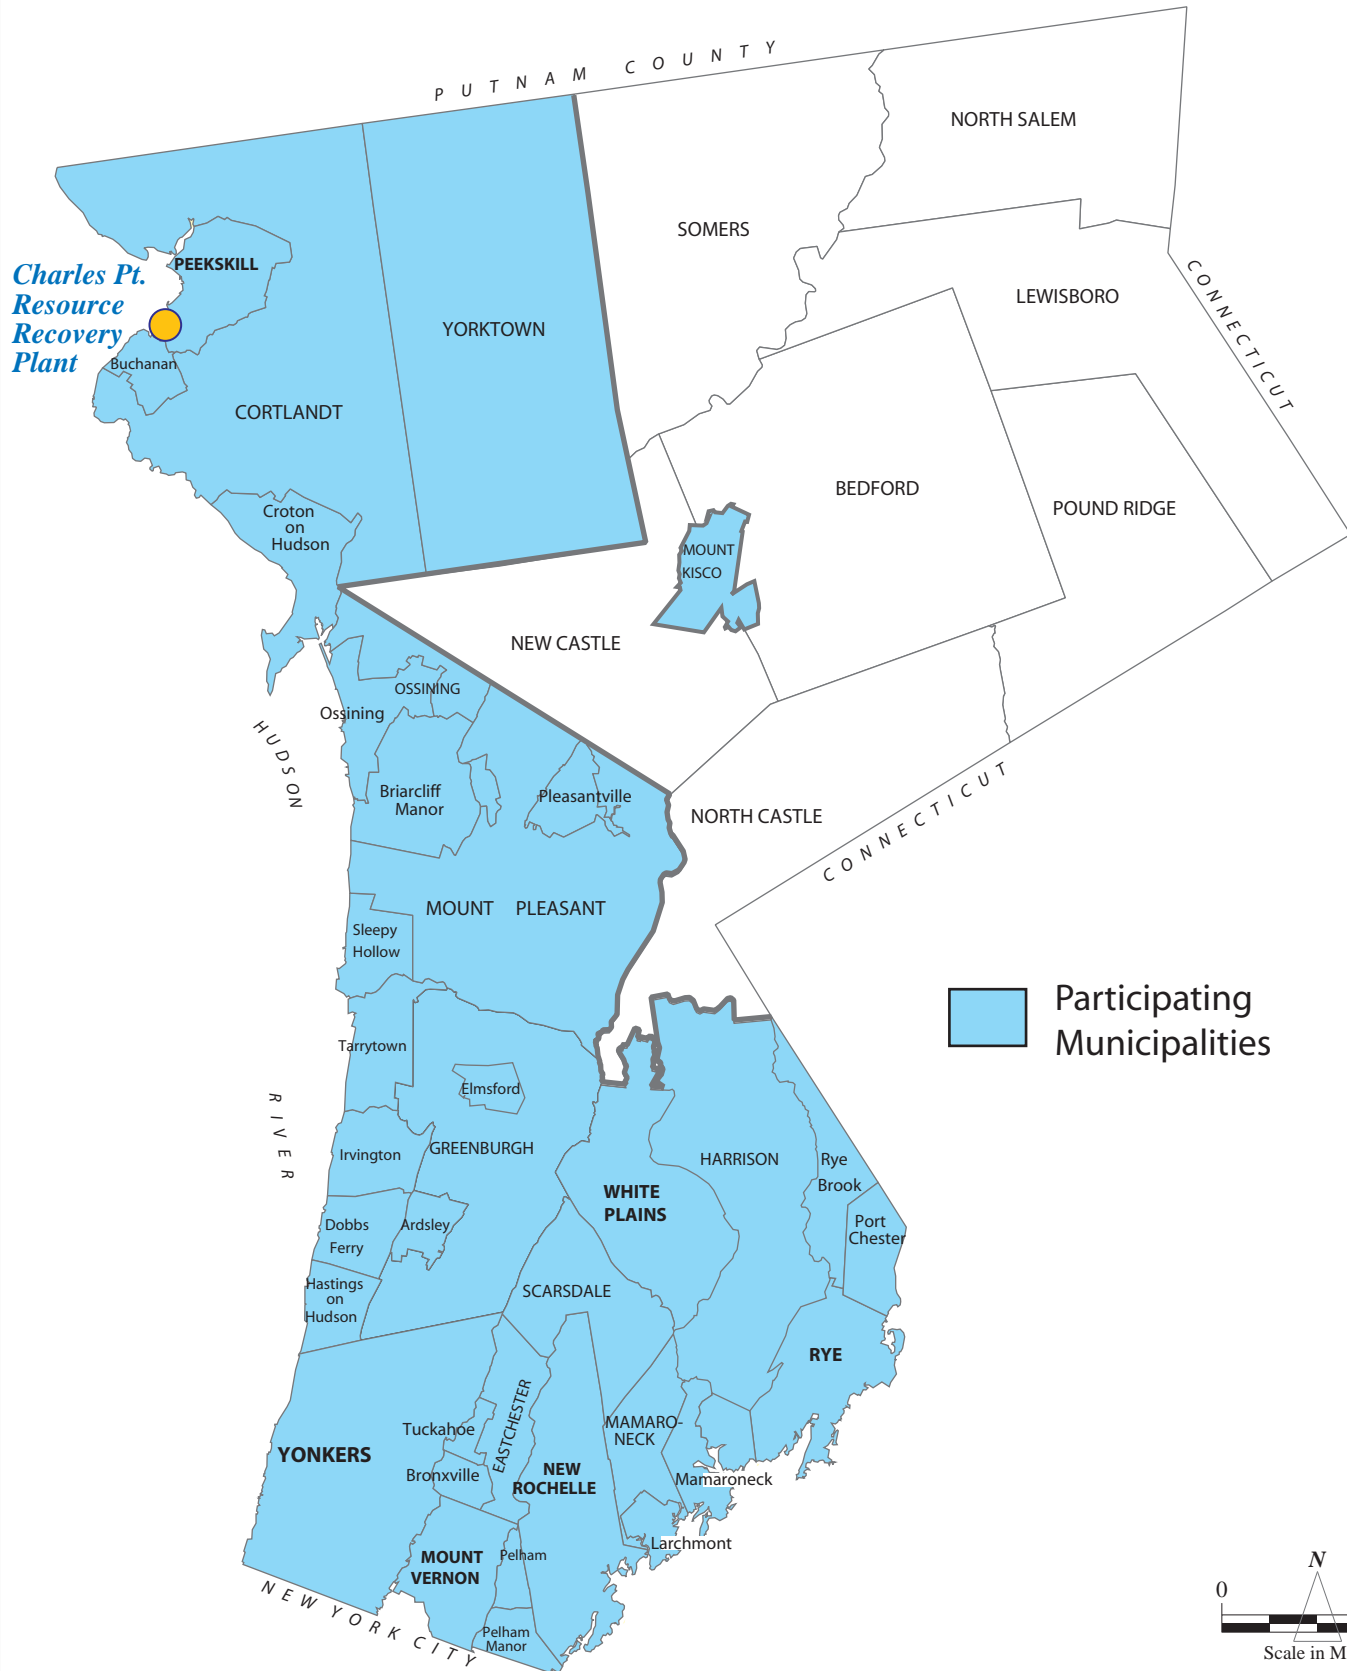 PUTNAM COUNTY
NORTH SALEM
SOMERS
PEEKSKILL
Charles Pt.
Resource
Recovery
Plant
CONNECTICUT
LEWISBORO
YORKTOWN
Buchanan
CORTLANDT
BEDFORD
POUND RIDGE
Croton
on
Hudson
MOUNT
KISCO
NEW CASTLE
OSSINING
Ossining
HUDSON
Briarcliff
Manor
Pleasantville
NORTH CASTLE
CONNECTICUT
MOUNT PLEASANT
Sleepy
Hollow
Participating
Municipalities
Tarrytown
Elmsford
RIVER
GREENBURGH
Irvington
HARRISON
Rye
Brook
WHITE
PLAINS
Dobbs
Ferry
Ardsley
Port
Chester
Hastings
on
Hudson
SCARSDALE
RYE
EASTCHESTER
Tuckahoe
MAMARO-
NECK
YONKERS
Bronxville
NEW
ROCHELLE
Mamaroneck
Larchmont
MOUNT
VERNON
Pelham
NEW YORK CITY
Pelham
Manor
N
0
Scale in M